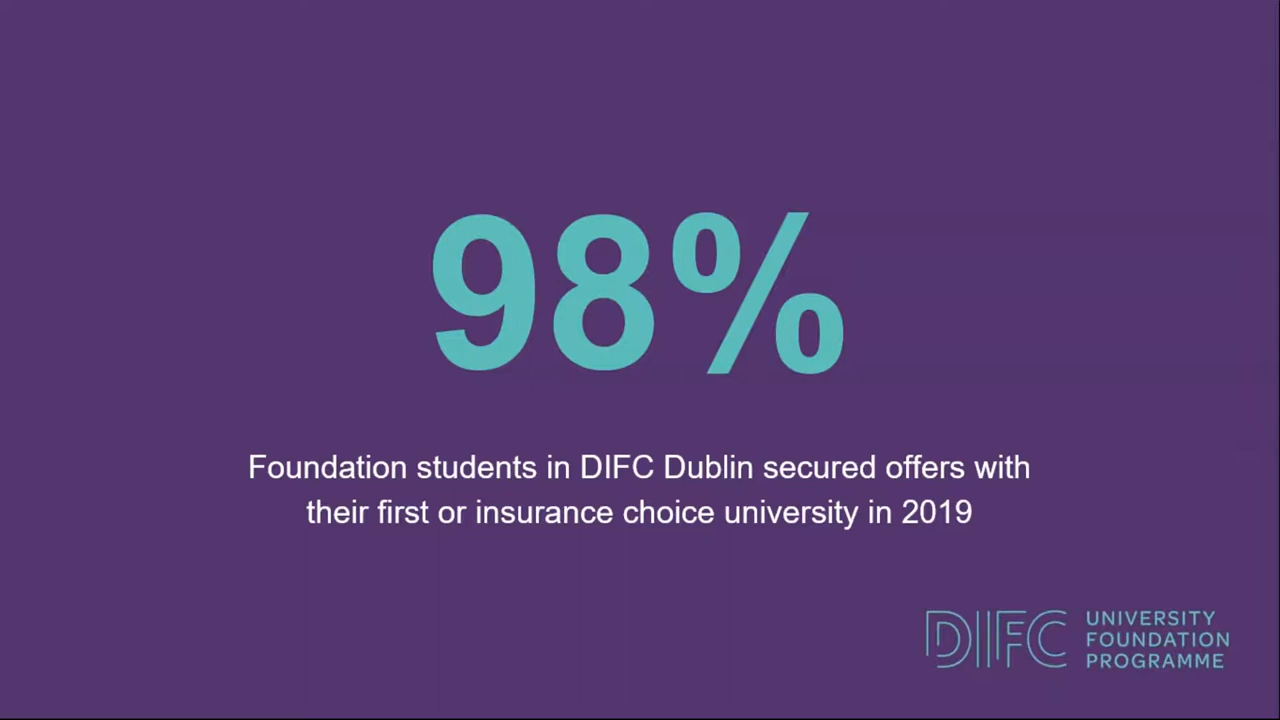 98%
Foundation students in DIFC Dublin secured offers with
their first or insurance choice university in 2019
DIFC
UNIVERSITY
FOUNDATION
PROGRAMME